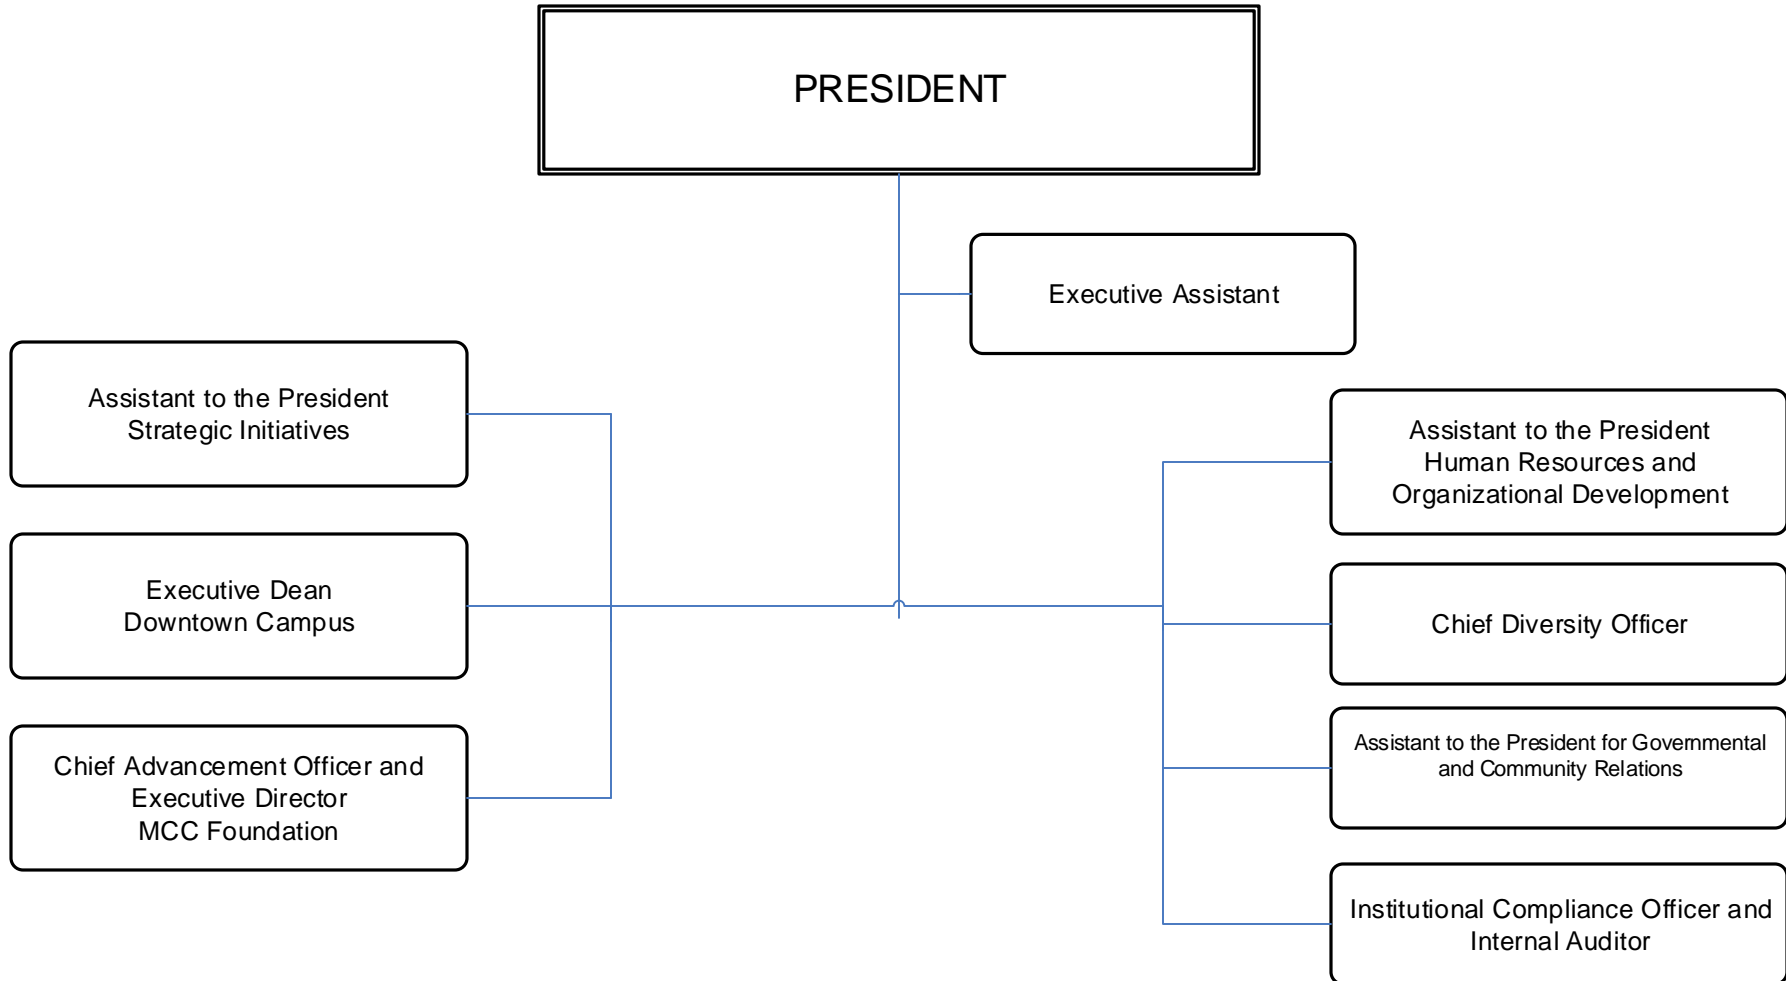 PRESIDENT
Executive Assistant
Assistant to the President
Strategic Initiatives
Executive Dean
Downtown Campus
Chief Advancement Officer and
Executive Director
MCC Foundation
Assistant to the President
Human Resources and
Organizational Development
Chief Diversity Officer
Assistant to the President for Governmental
and Community Relations
Institutional Compliance Officer and
Internal Auditor